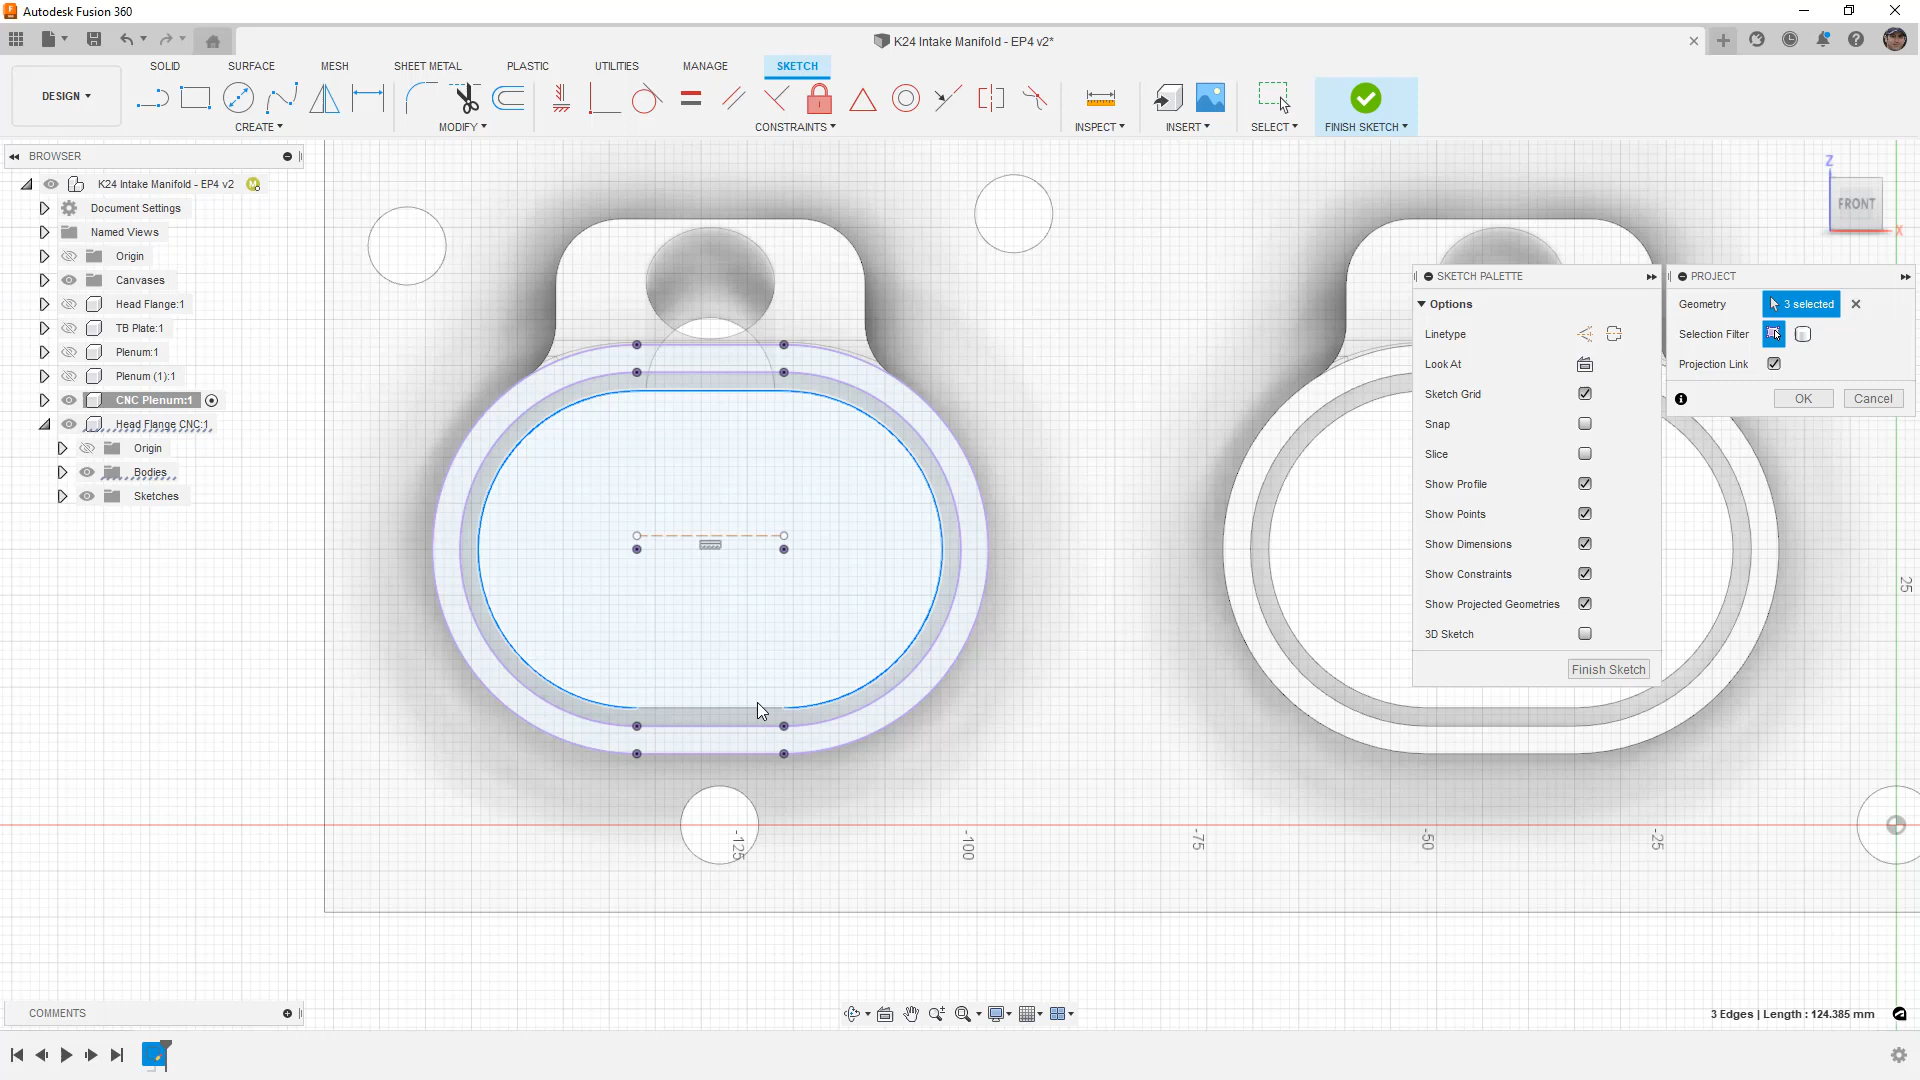 Autodesk Fusion 360
K24 Intake Manifold - EP4 v2*
DESIGN
SOLID
SURFACE
MESH
SHEET METAL
PLASTIC
UTILITIES
MANAGE
SKETCH
CREATE
MODIFY
CONSTRAINTS
INSPECT
INSERT
SELECT
FINISH SKETCH
BROWSER
K24 Intake Manifold - EP4 v2
M
Document Settings
Named Views
Origin
Canvases
Head Flange:1
TB Plate:1
Plenum:1
Plenum (1):1
CNC Plenum:1
Head Flange CNC:1
Origin
Bodies
Sketches
Z
FRONT
X
SKETCH PALETTE
Options
Linetype
Look At
Sketch Grid
Snap
Slice
Show Profile
Show Points
Show Dimensions
Show Constraints
Show Projected Geometries
3D Sketch
Finish Sketch
PROJECT
Geometry
3 selected
Selection Filter
Projection Link
OK
Cancel
25
-125
-100
-75
-50
-25
COMMENTS
3 Edges | Length : 124.385 mm